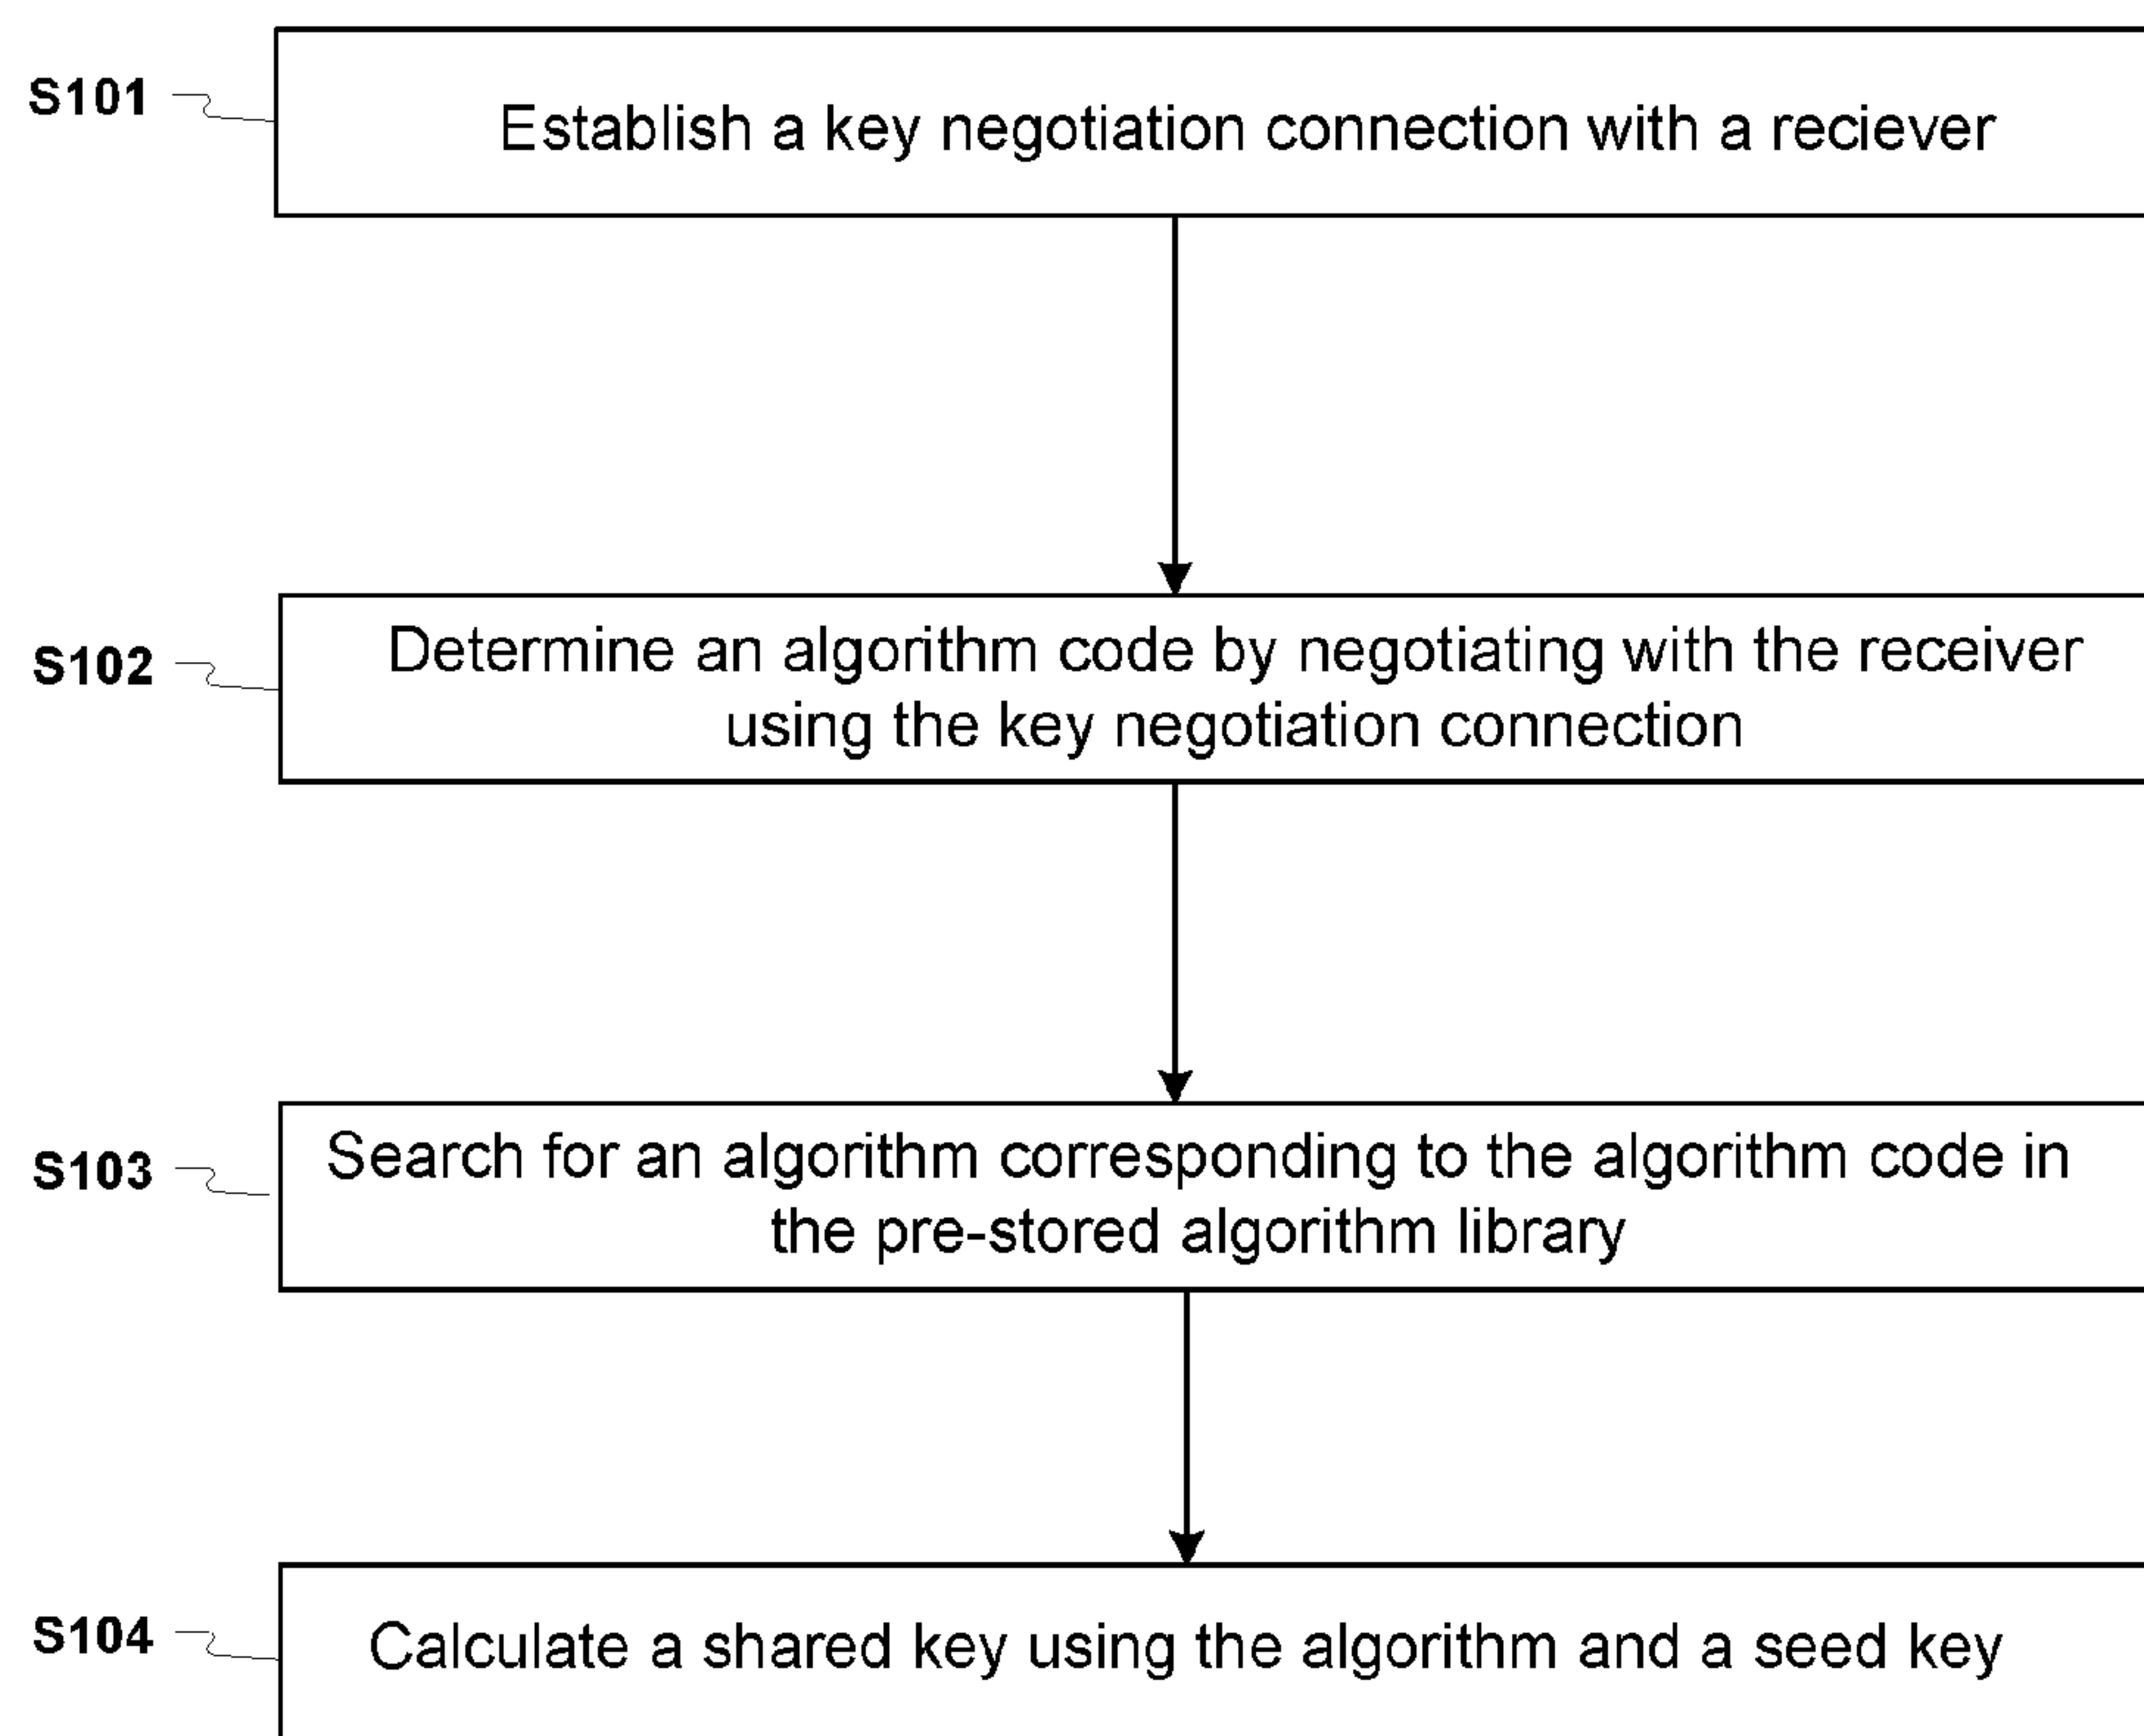 S101
Establish a key negotiation connection with a reciever
S102
Determine an algorithm code by negotiating with the receiver
using the key negotiation connection
S103
Search for an algorithm corresponding to the algorithm code in
the pre-stored algorithm library
S104
Calculate a shared key using the algorithm and a seed key